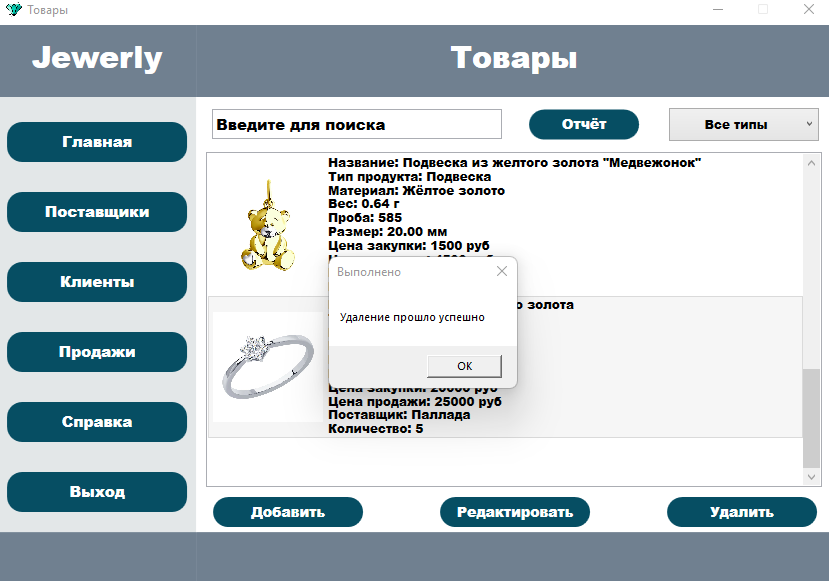 Товары
Jewerly
Товары
Главная
Поставщики
Клиенты
Продажи
Справка
Выход
Введите для поиска
Отчёт
Все типы
Название: Подвеска из желтого золота "Медвежонок"
Тип продукта: Подвеска
Материал: Жёлтое золото
Вес: 0.64 г
Проба: 585
Размер: 20.00 мм
Цена закупки: 1500 руб
Выполнено
Удаление прошло успешно
OK
золота
Цена закупки: 20000 руб
Цена продажи: 25000 руб
Поставщик: Паллада
Количество: 5
Добавить
Редактировать
Удалить